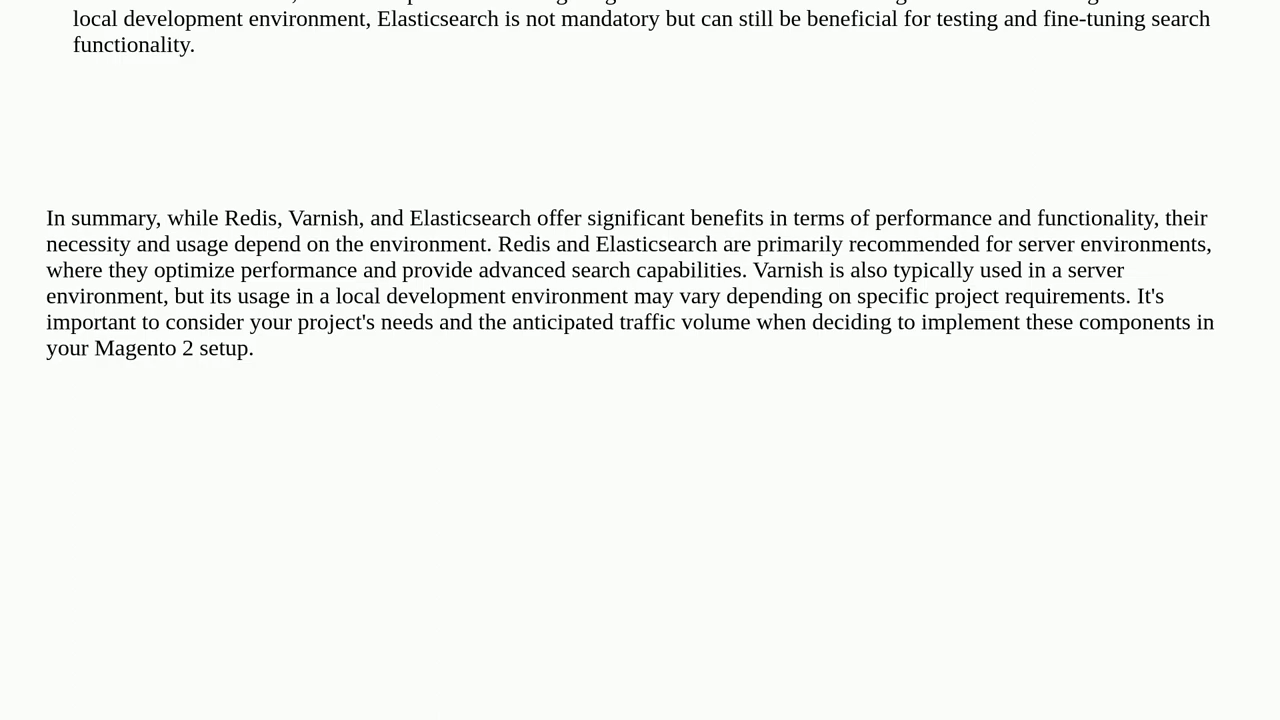 local development environment, Elasticsearch is not mandatory but can still be beneficial for testing and fine-tuning search
functionality.
In summary, while Redis, Varnish, and Elasticsearch offer significant benefits in terms of performance and functionality, their
necessity and usage depend on the environment. Redis and Elasticsearch are primarily recommended for server environments,
where they optimize performance and provide advanced search capabilities. Varnish is also typically used in a server
environment, but its usage in a local development environment may vary depending on specific project requirements. It's
important to consider your project's needs and the anticipated traffic volume when deciding to implement these components in
your Magento 2 setup.